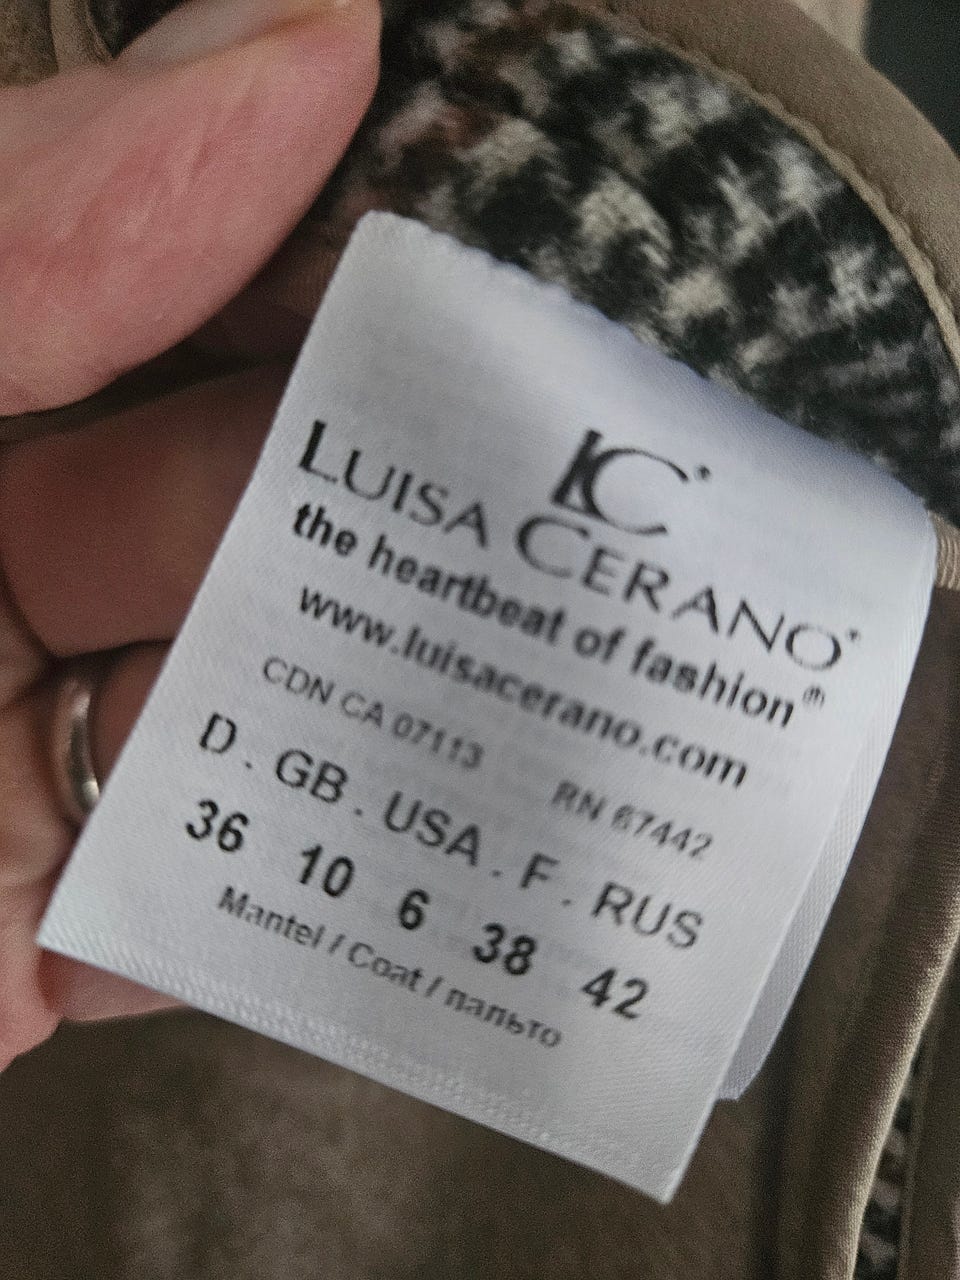 LC
LUISA CERANO®
the heartbeat of fashion®
www.luisacerano.com
CDN CA 07113 RN 67442
D . GB . USA . F . RUS
36 10 6 38 42
Mantel / Coat / пальто